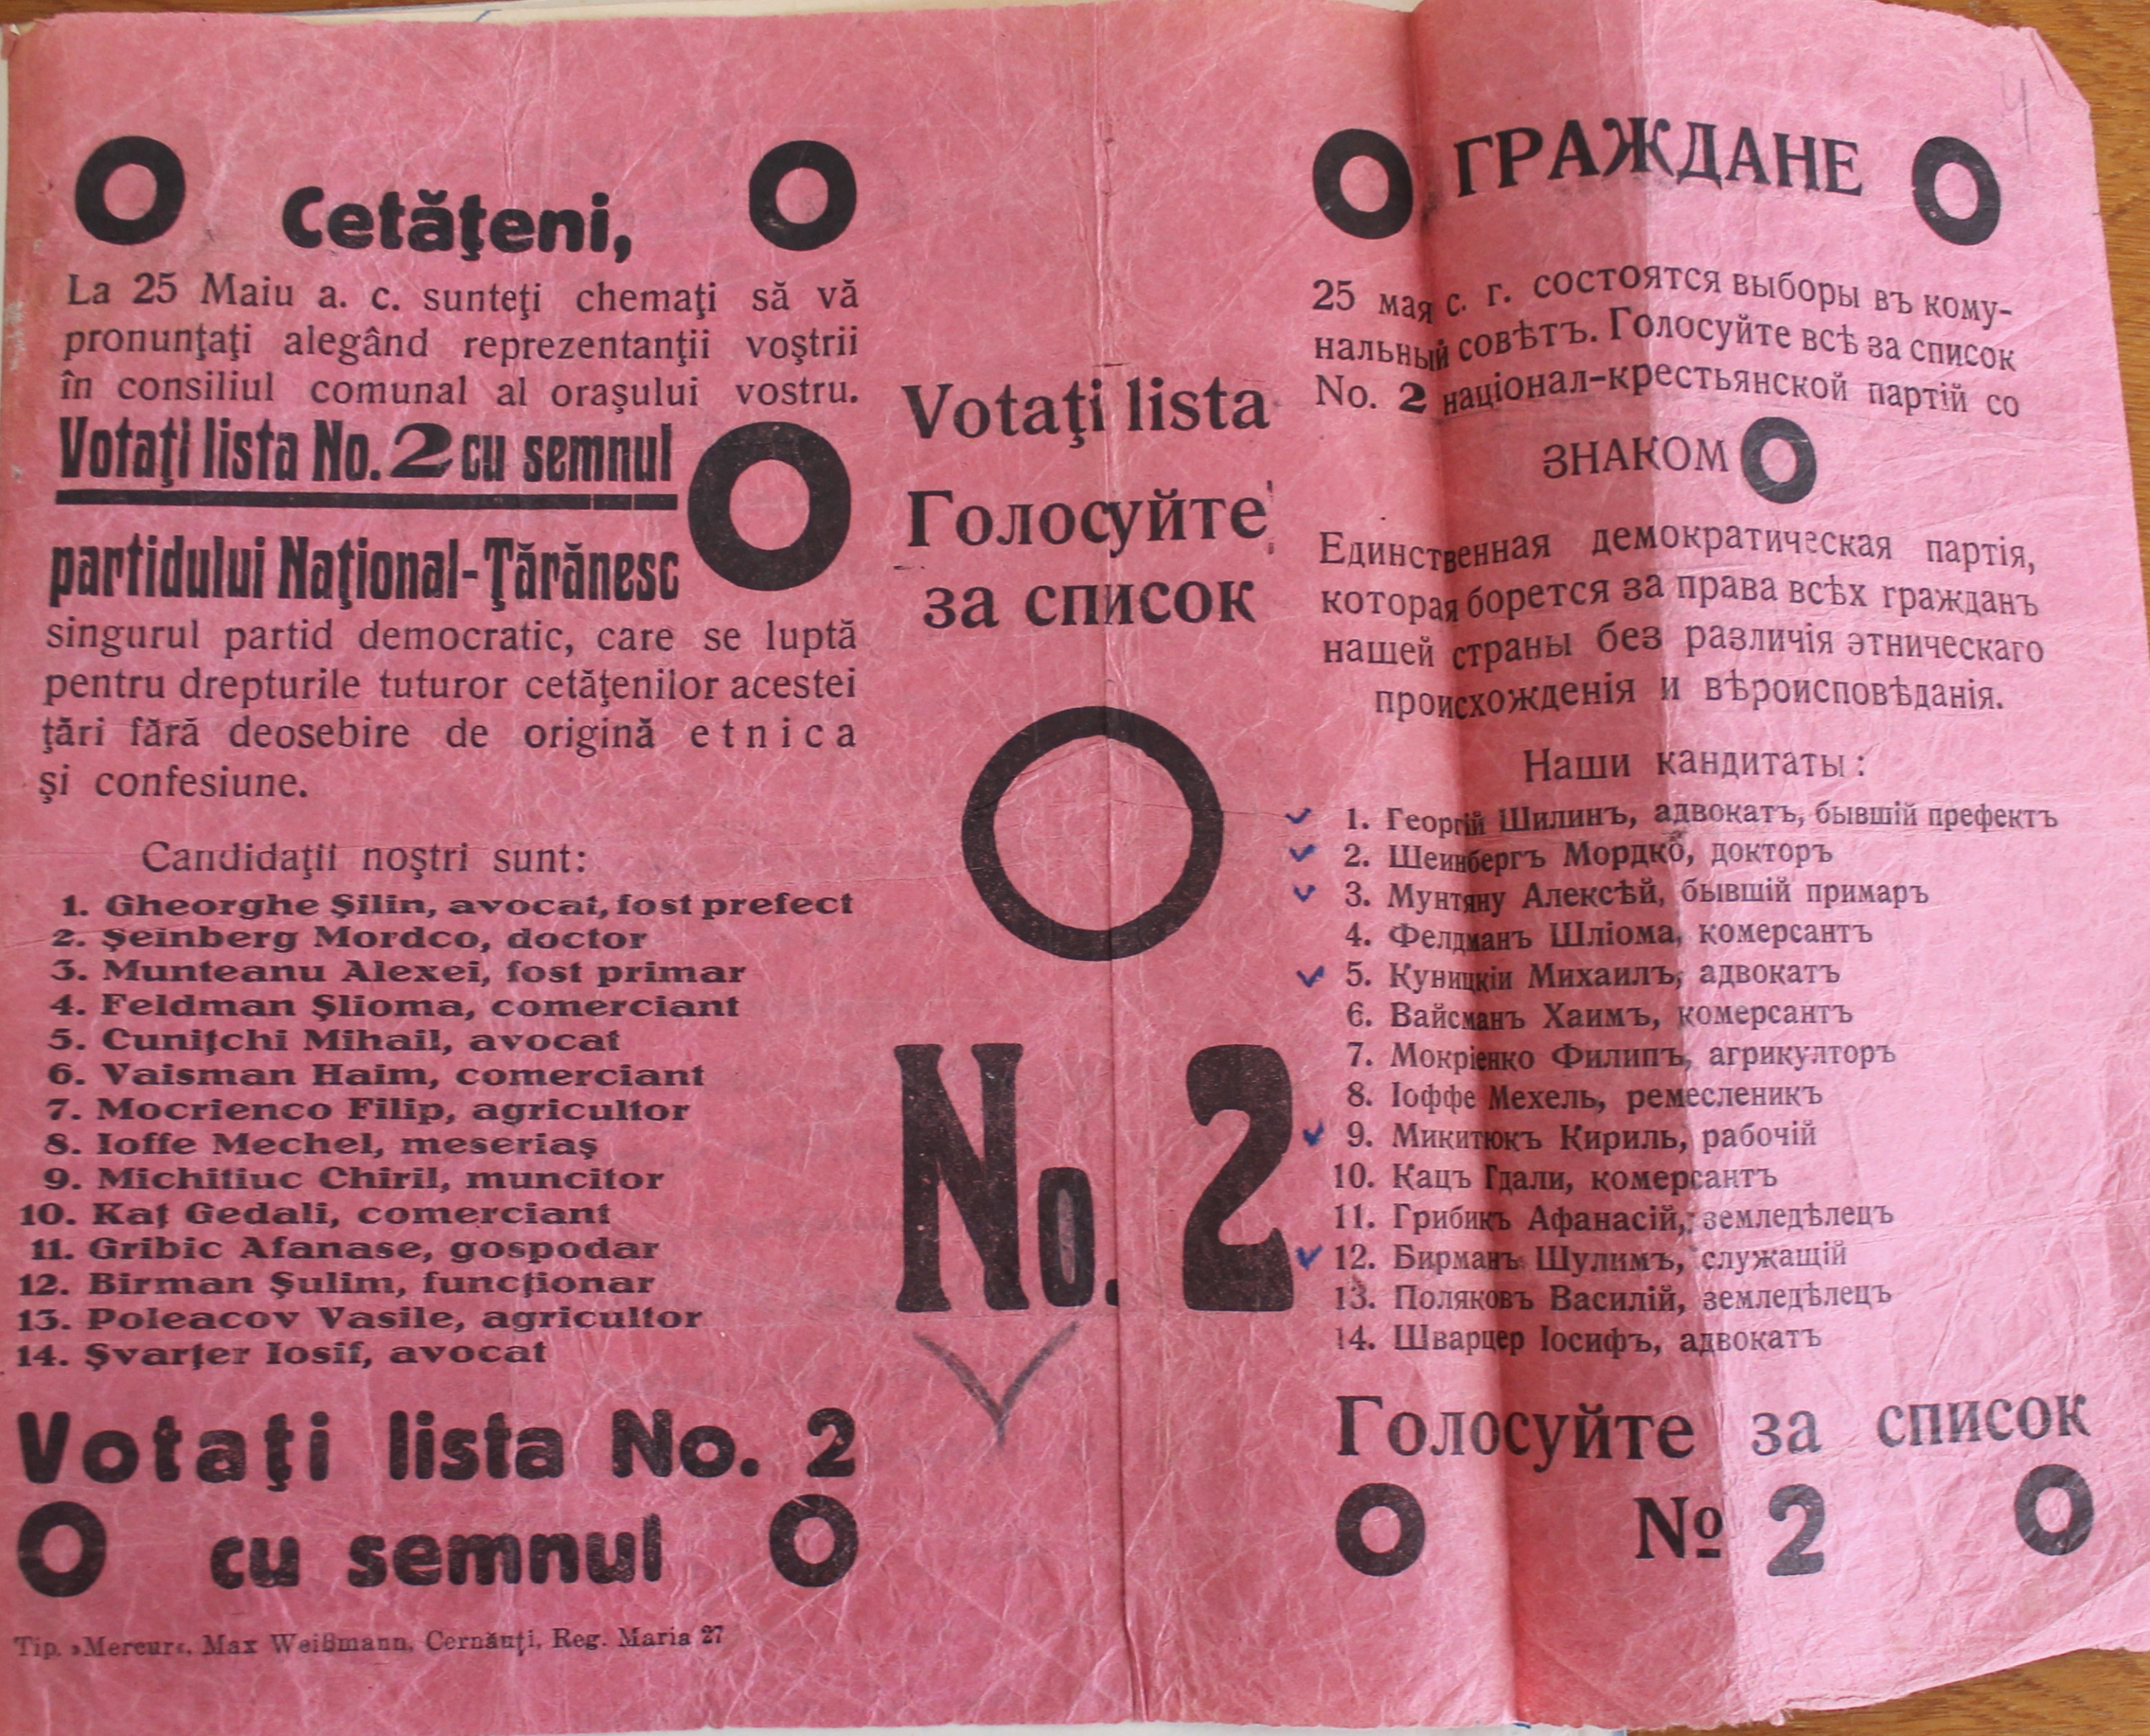 Cetăţeni,
La 25 Maiu a. c. sunteţi chemaţi să vă
pronunţaţi alegând reprezentanţii voştrii
în consiliul comunal al oraşului vostru.
Votaţi lista No. 2 cu semnul
partidului Naţional-Ţărănesc
singurul partid democratic, care se luptă
pentru drepturile tuturor cetăţenilor acestei
ţări fără deosebire de origină etnica
şi confesiune.
Candidaţii noştri sunt:
1. Gheorghe Şilin, avocat, fost prefect
2. Şeinberg Mordco, doctor
3. Munteanu Alexei, fost primar
4. Feldman Şlioma, comerciant
5. Cuniţchi Mihail, avocat
6. Vaisman Haim, comerciant
7. Mocrienco Filip, agricultor
8. Ioffe Mechel, meseriaş
9. Michitiuc Chiril, muncitor
10. Kaţ Gedali, comerciant
11. Gribic Afanase, gospodar
12. Birman Şulim, funcţionar
13. Poleacov Vasile, agricultor
14. Şvarţer Iosif, avocat
Votaţi lista No. 2
cu semnul
Tip. »Mercur«, Max Weißmann, Cernăuţi, Reg. Maria 27
Votaţi lista
Голосуйте
за список
No. 2
ГРАЖДАНЕ
25 мая с. г. состоятся выборы въ кому-
нальный совѣтъ. Голосуйте всѣ за список
No. 2 націонал-крестьянской партій со
ЗНАКОМ
Единственная демократическая партія,
которая борется за права всѣх гражданъ
нашей страны без различія этническаго
происхожденія и вѣроисповѣданія.
Наши кандитаты:
1. Георгій Шилинъ, адвокатъ, бывшій префектъ
2. Шеинбергъ Мордко, докторъ
3. Мунтяну Алексѣй, бывшій примаръ
4. Фелдманъ Шліома, комерсантъ
5. Куницкіи Михаилъ, адвокатъ
6. Вайсманъ Хаимъ, комерсантъ
7. Мокріенко Филипъ, агрикулторъ
8. Іоффе Мехель, ремесленикъ
9. Микитюкъ Кириль, рабочій
10. Кацъ Гдали, комерсантъ
11. Грибикъ Афанасій, земледѣлецъ
12. Бирманъ Шулимъ, служащій
13. Поляковъ Василій, земледѣлецъ
14. Шварцер Іосифъ, адвокатъ
Голосуйте за список
№ 2